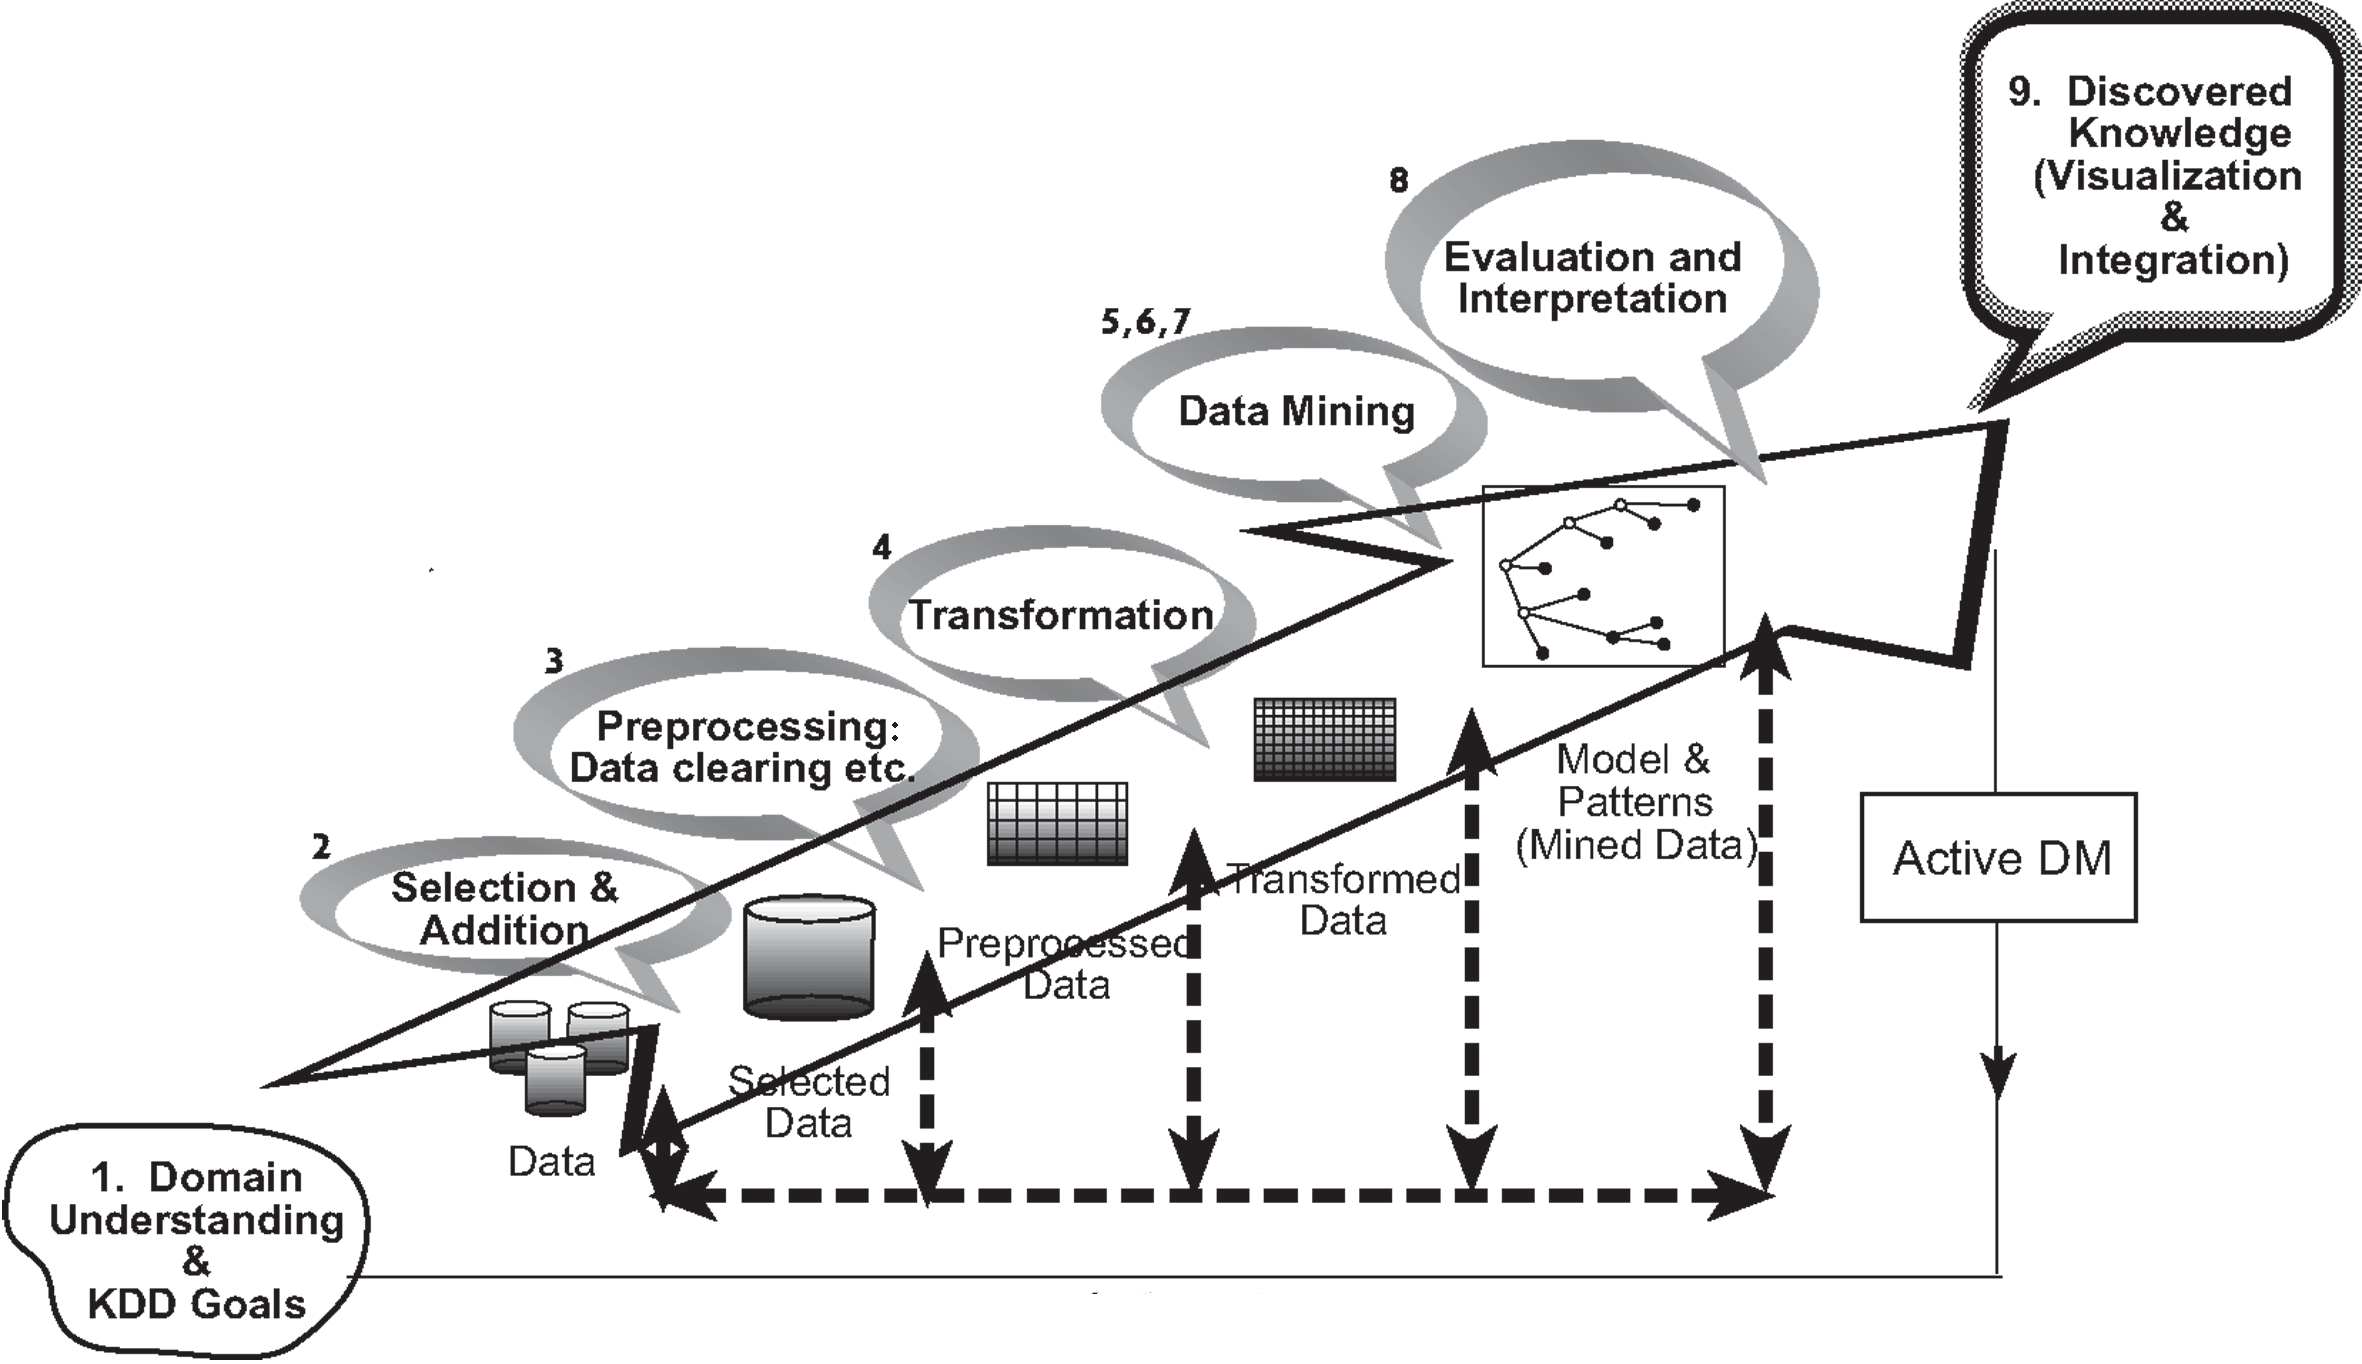 9. Discovered
Knowledge
(Visualization
&
Integration)
8
Evaluation and
Interpretation
5,6,7
Data Mining
4
Transformation
3
Preprocessing:
Data clearing etc.
2
Selection &
Addition
Model &
Patterns
(Mined Data)
Active DM
Transformed
Data
Preprocessed
Data
Selected
Data
Data
1. Domain
Understanding
&
KDD Goals